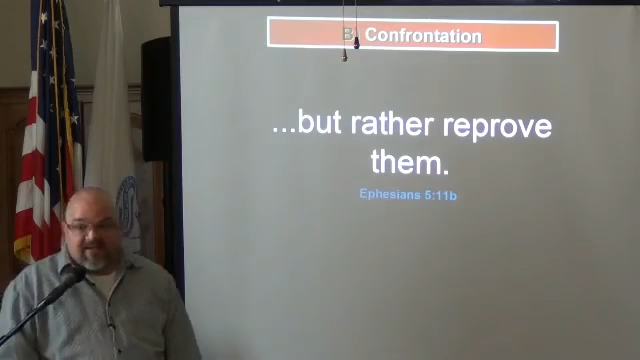 B. Confrontation
...but rather reprove
them.
Ephesians 5:11b